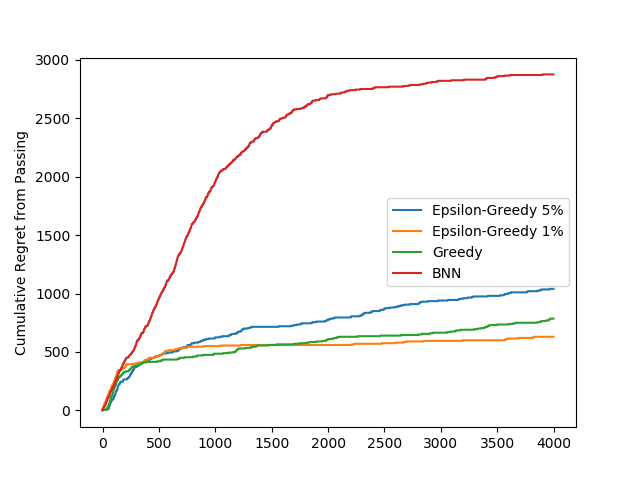 3000
2500
2000
1500
1000
500
0
Cumulative Regret from Passing
Epsilon-Greedy 5%
Epsilon-Greedy 1%
Greedy
BNN
0 500 1000 1500 2000 2500 3000 3500 4000